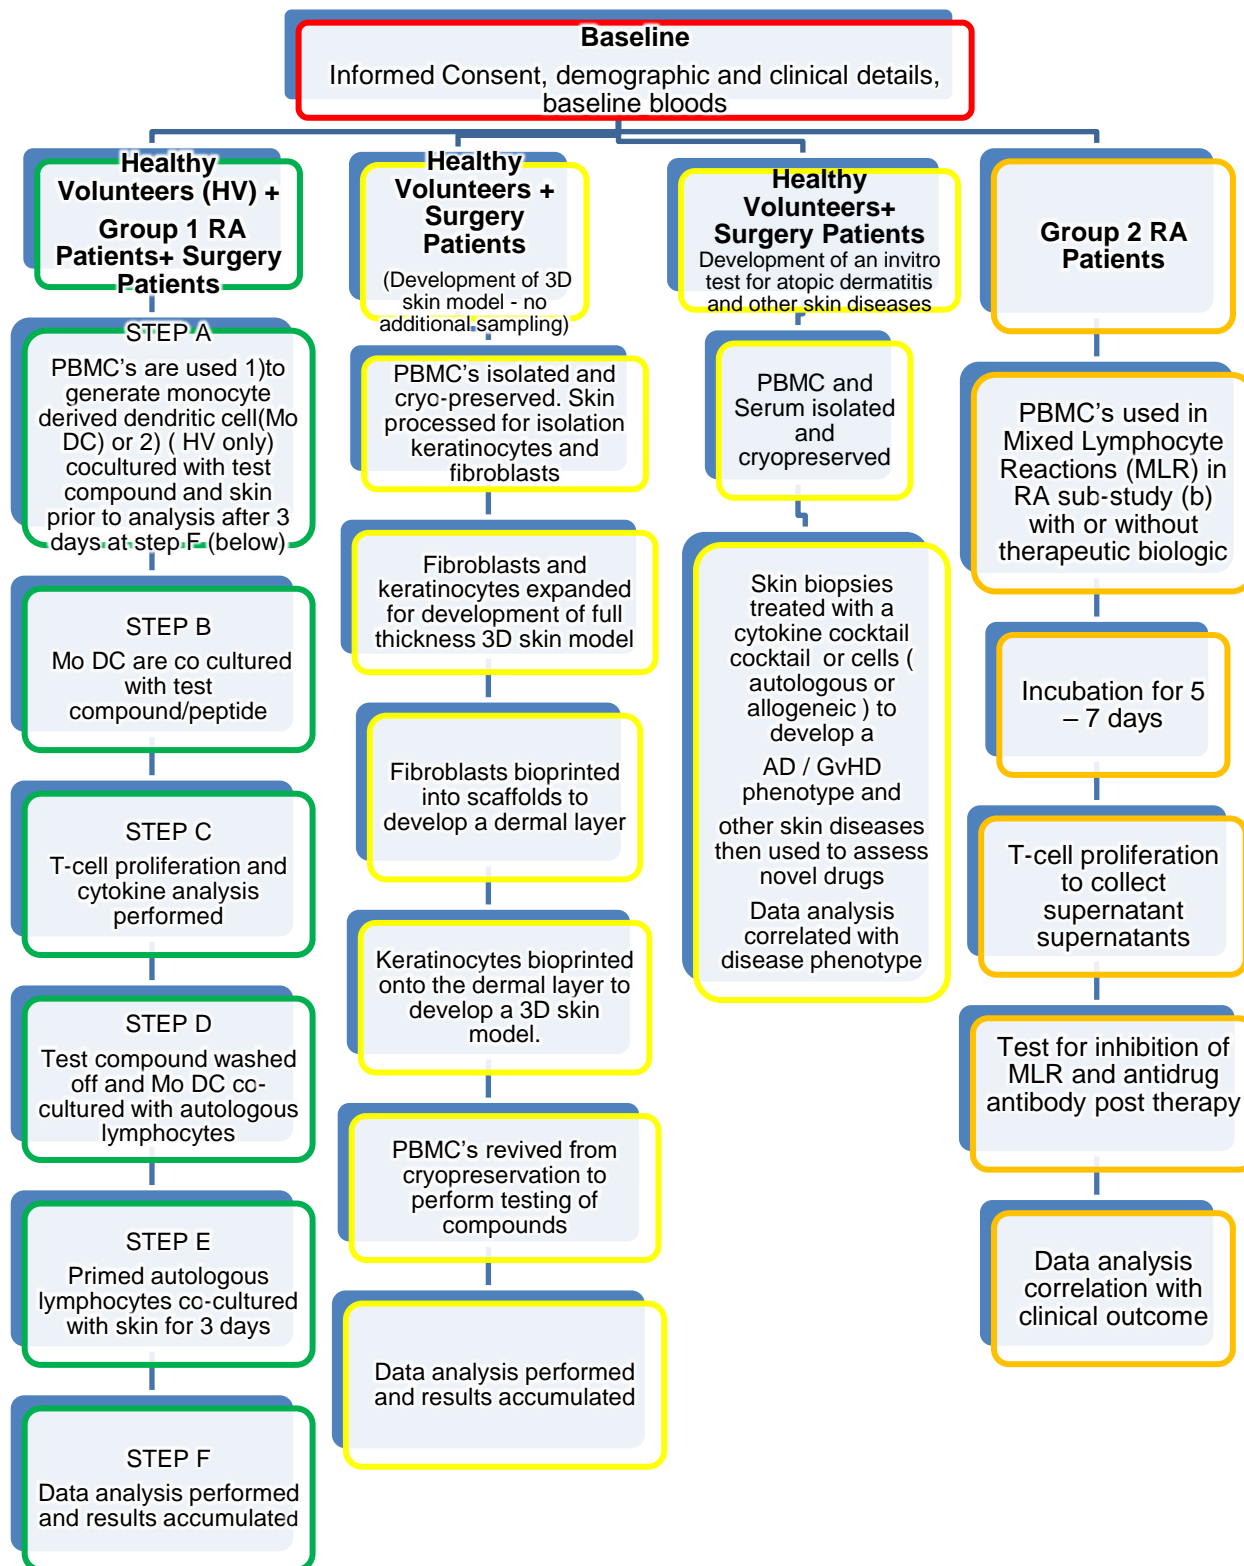 Baseline
Informed Consent, demographic and clinical details,
baseline bloods
Healthy
Volunteers (HV) +
Group 1 RA
Patients+ Surgery
Patients
STEP A
PBMC's are used 1)to
generate monocyte
derived dendritic cell(Mo
DC) or 2) ( HV only)
cocultured with test
compound and skin
prior to analysis after 3
days at step F (below)
STEP B
Mo DC are co cultured
with test
compound/peptide
STEP C
T-cell proliferation and
cytokine analysis
performed
STEP D
Test compound washed
off and Mo DC co-
cultured with autologous
lymphocytes
STEP E
Primed autologous
lymphocytes co-cultured
with skin for 3 days
STEP F
Data analysis performed
and results accumulated
Healthy
Volunteers +
Surgery
Patients
(Development of 3D
skin model - no
additional sampling)
PBMC's isolated and
cryo-preserved. Skin
processed for isolation
keratinocytes and
fibroblasts
Fibroblasts and
keratinocytes expanded
for development of full
thickness 3D skin model
Fibroblasts bioprinted
into scaffolds to
develop a dermal layer
Keratinocytes bioprinted
onto the dermal layer to
develop a 3D skin
model.
PBMC's revived from
cryopreservation to
perform testing of
compounds
Data analysis performed
and results accumulated
Healthy
Volunteers+
Surgery Patients
Development of an invitro
test for atopic dermatitis
and other skin diseases
PBMC and
Serum isolated
and
cryopreserved
Skin biopsies
treated with a
cytokine cocktail
cocktail or cells (
autologous or
allogeneic ) to
develop a
AD / GvHD
phenotype and
other skin diseases
then used to assess
novel drugs
Data analysis
correlated with
disease phenotype
Group 2 RA
Patients
PBMC's used in
Mixed Lymphocyte
Reactions (MLR) in
RA sub-study (b)
with or without
therapeutic biologic
Incubation for 5
– 7 days
T-cell proliferation
to collect
supernatant
supernatants
Test for inhibition of
MLR and antidrug
antibody post therapy
Data analysis
correlation with
clinical outcome